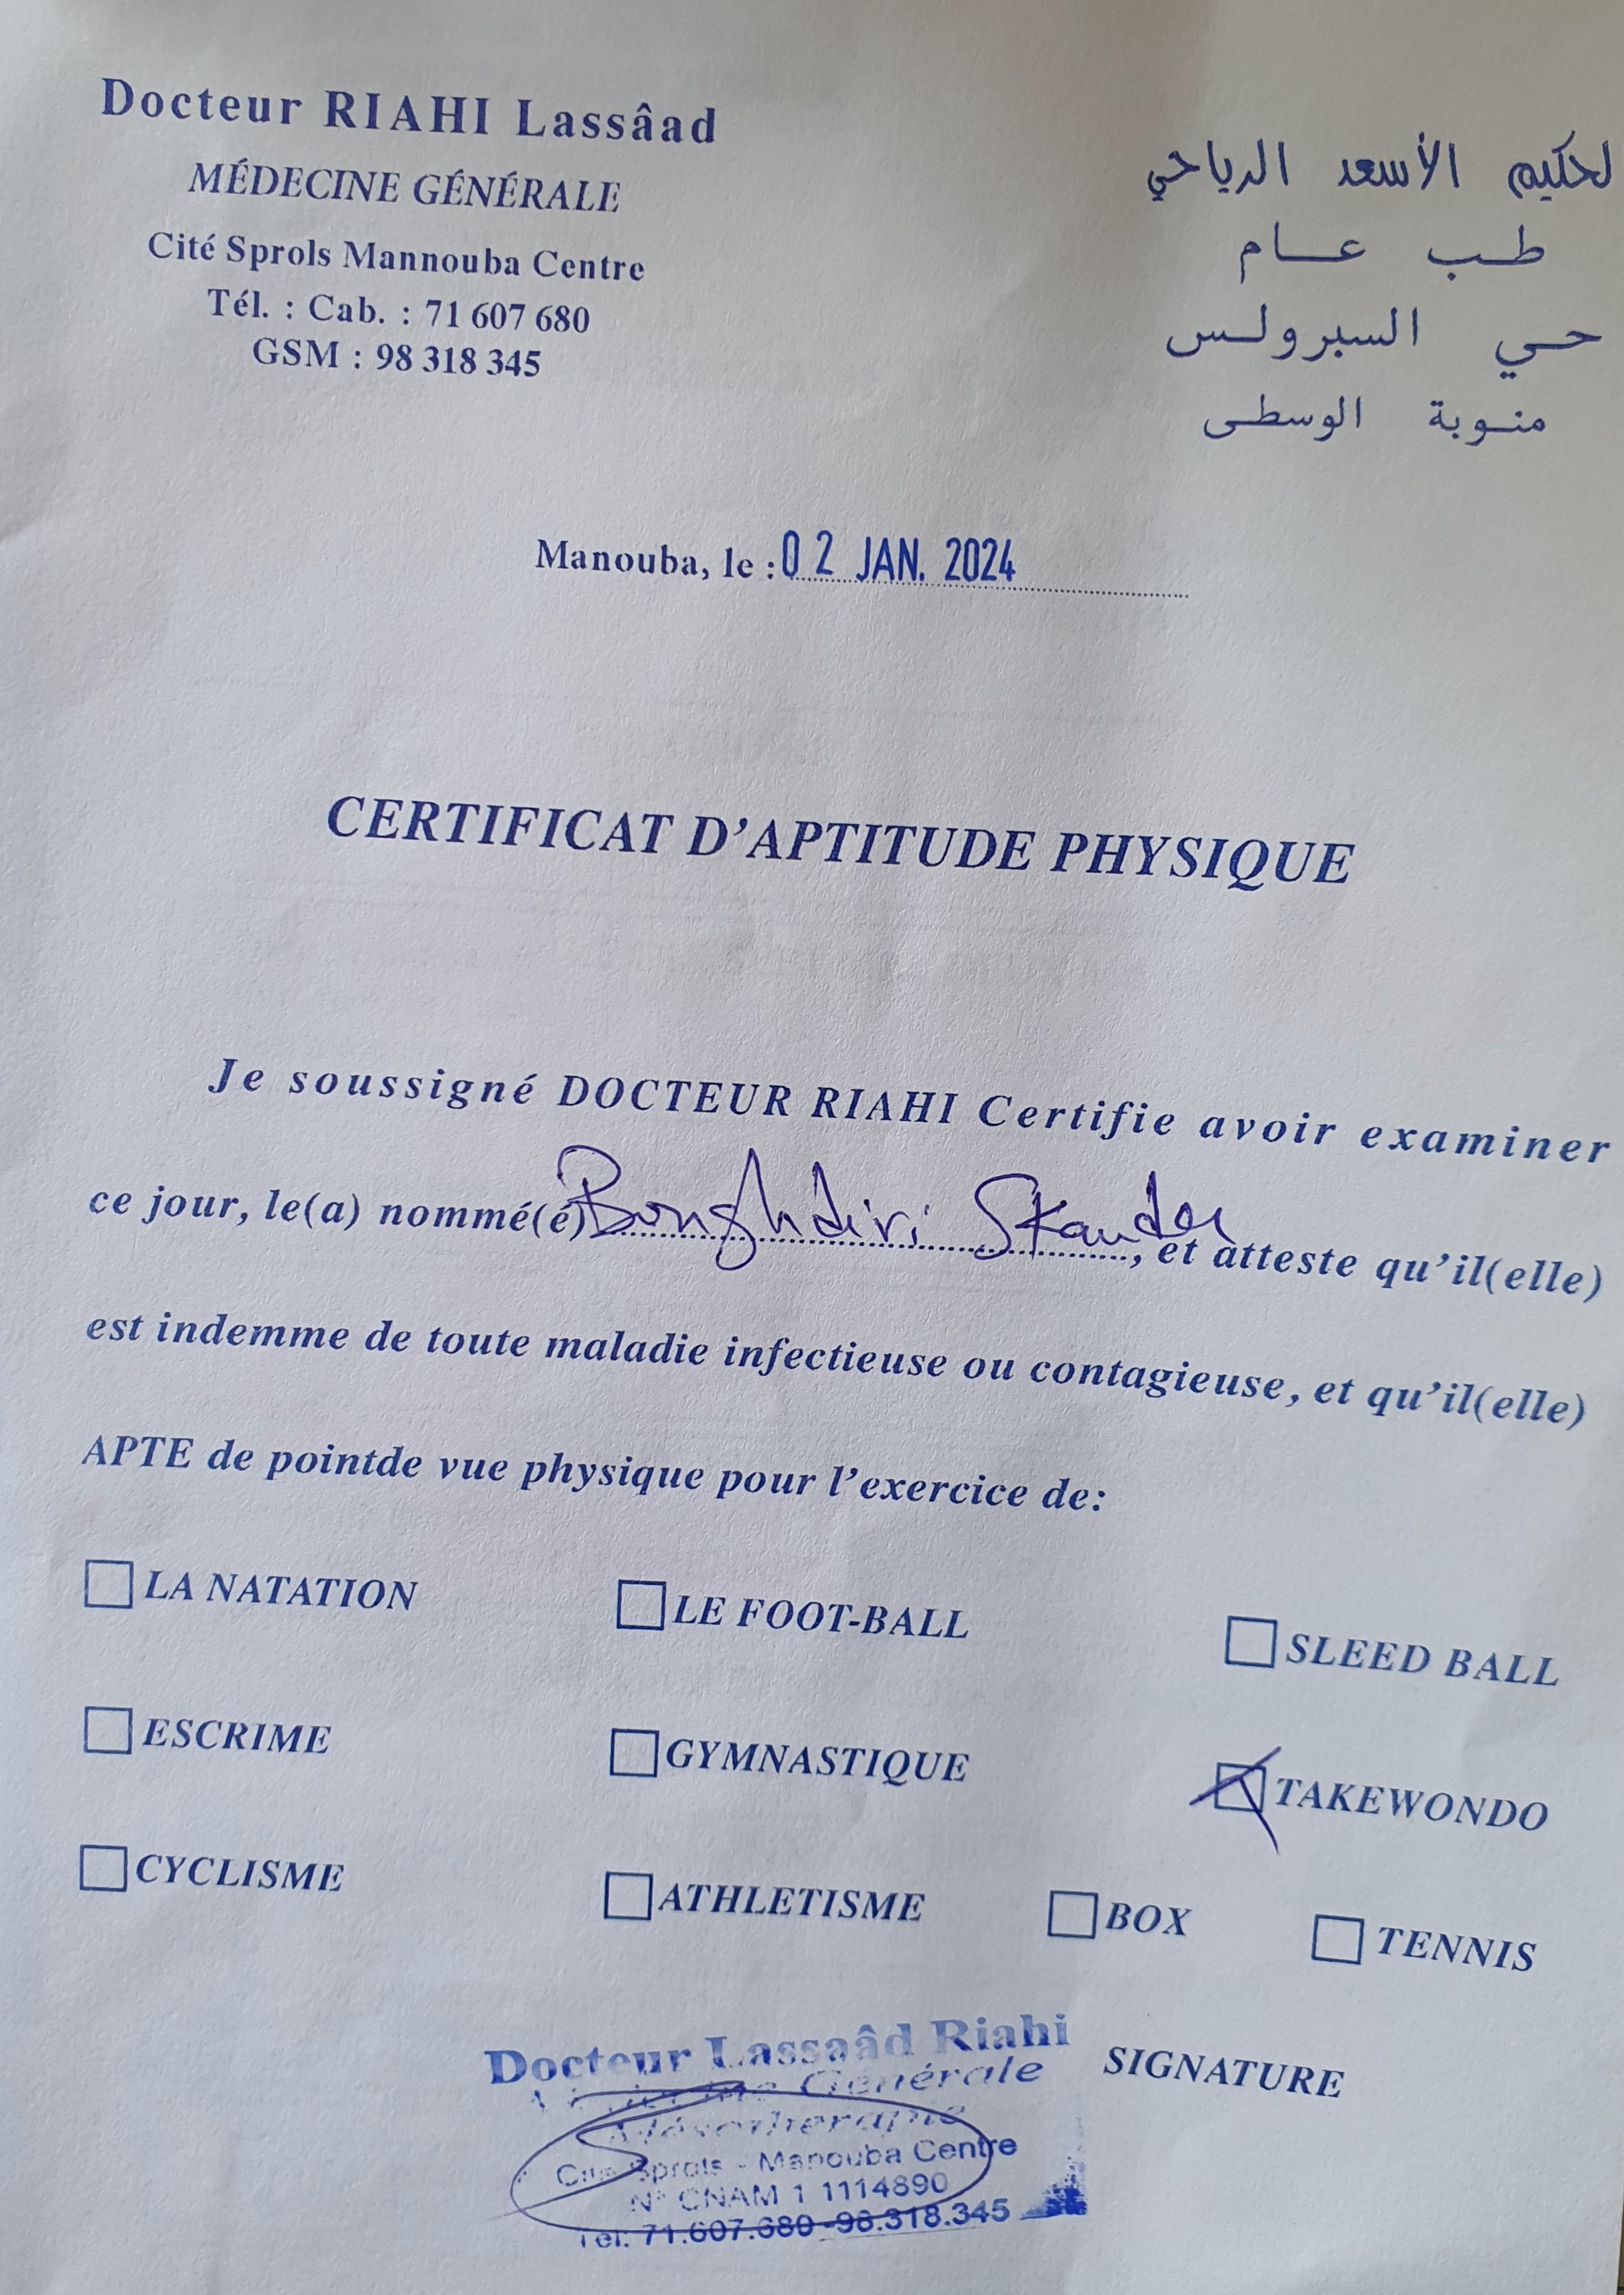 Docteur RIAHI Lassâad
MÉDECINE GÉNÉRALE
Cité Sprols Mannouba Centre
Tél. : Cab. : 71 607 680
GSM : 98 318 345
لحكيم الأسعد الرياحي
طب عام
حي السبرولس
منوبة الوسطى
Manouba, le : 02 JAN. 2024
CERTIFICAT D'APTITUDE PHYSIQUE
Je soussigné DOCTEUR RIAHI Certifie avoir examiner
ce jour, le(a) nommé(é) Boughdiri Skander, et atteste qu'il(elle)
est indemme de toute maladie infectieuse ou contagieuse, et qu'il(elle)
APTE de pointde vue physique pour l'exercice de:
LA NATATION LE FOOT-BALL SLEED BALL
ESCRIME GYMNASTIQUE TAKEWONDO
CYCLISME ATHLETISME BOX TENNIS
SIGNATURE
Docteur Lassaâd Riahi
Générale
Mésothérapie
Cité Sprols - Manouba Centre
N° CNAM 1 1114890
Tel: 71.607.680 -98.318.345